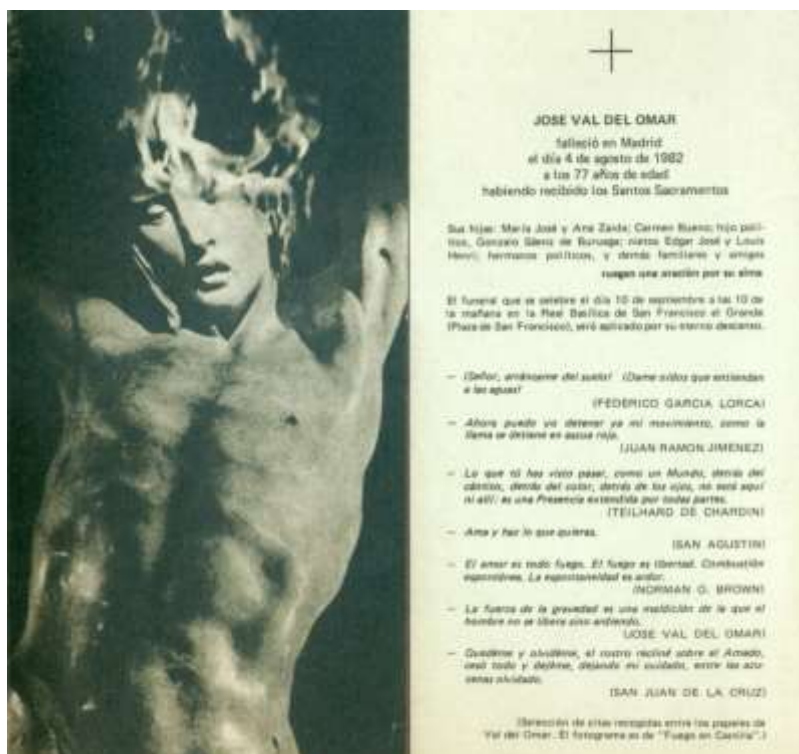 JOSE VAL DEL OMAR
falleció en Madrid
el día 4 de agosto de 1982
a los 77 años de edad
habiendo recibido los Santos Sacramentos
Sus hijas: María José y Ana Zaida; Carmen Bueno; hijo polí-
tico, Gonzalo Sáenz de Buruaga; nietos Edgar José y Louis
Henri; hermanos políticos, y demás familiares y amigos
ruegan una oración por su alma
El funeral que se celebre el día 10 de septiembre a las 10 de
la mañana en la Real Basílica de San Francisco el Grande
(Plaza de San Francisco), será aplicado por su eterno descanso.
— ¡Señor, arráncame del suelo! ¡Dame oídos que entiendan
a las aguas!
(FEDERICO GARCIA LORCA)
— Ahora puedo yo detener ya mi movimiento, como la
llama se detiene en ascua roja.
(JUAN RAMON JIMENEZ)
— Lo que tú has visto pasar, como un Mundo, detrás del
cántico, detrás del color, detrás de los ojos, no está aquí
ni allí: es una Presencia extendida por todas partes.
(TEILHARD DE CHARDIN)
— Ama y haz lo que quieras.
(SAN AGUSTIN)
— El amor es todo fuego. El fuego es libertad. Combustión
espontánea. La espontaneidad es ardor.
(NORMAN O. BROWN)
— La fuerza de la gravedad es una maldición de la que el
hombre no se libera sino ardiendo.
(JOSE VAL DEL OMAR)
— Quedéme y olvidéme, el rostro recliné sobre el Amado,
cesó todo y dejéme, dejando mi cuidado, entre las azu-
cenas olvidado.
(SAN JUAN DE LA CRUZ)
(Selección de citas recogidas entre los papeles de
Val del Omar. El fotograma es de "Fuego en Castilla".)